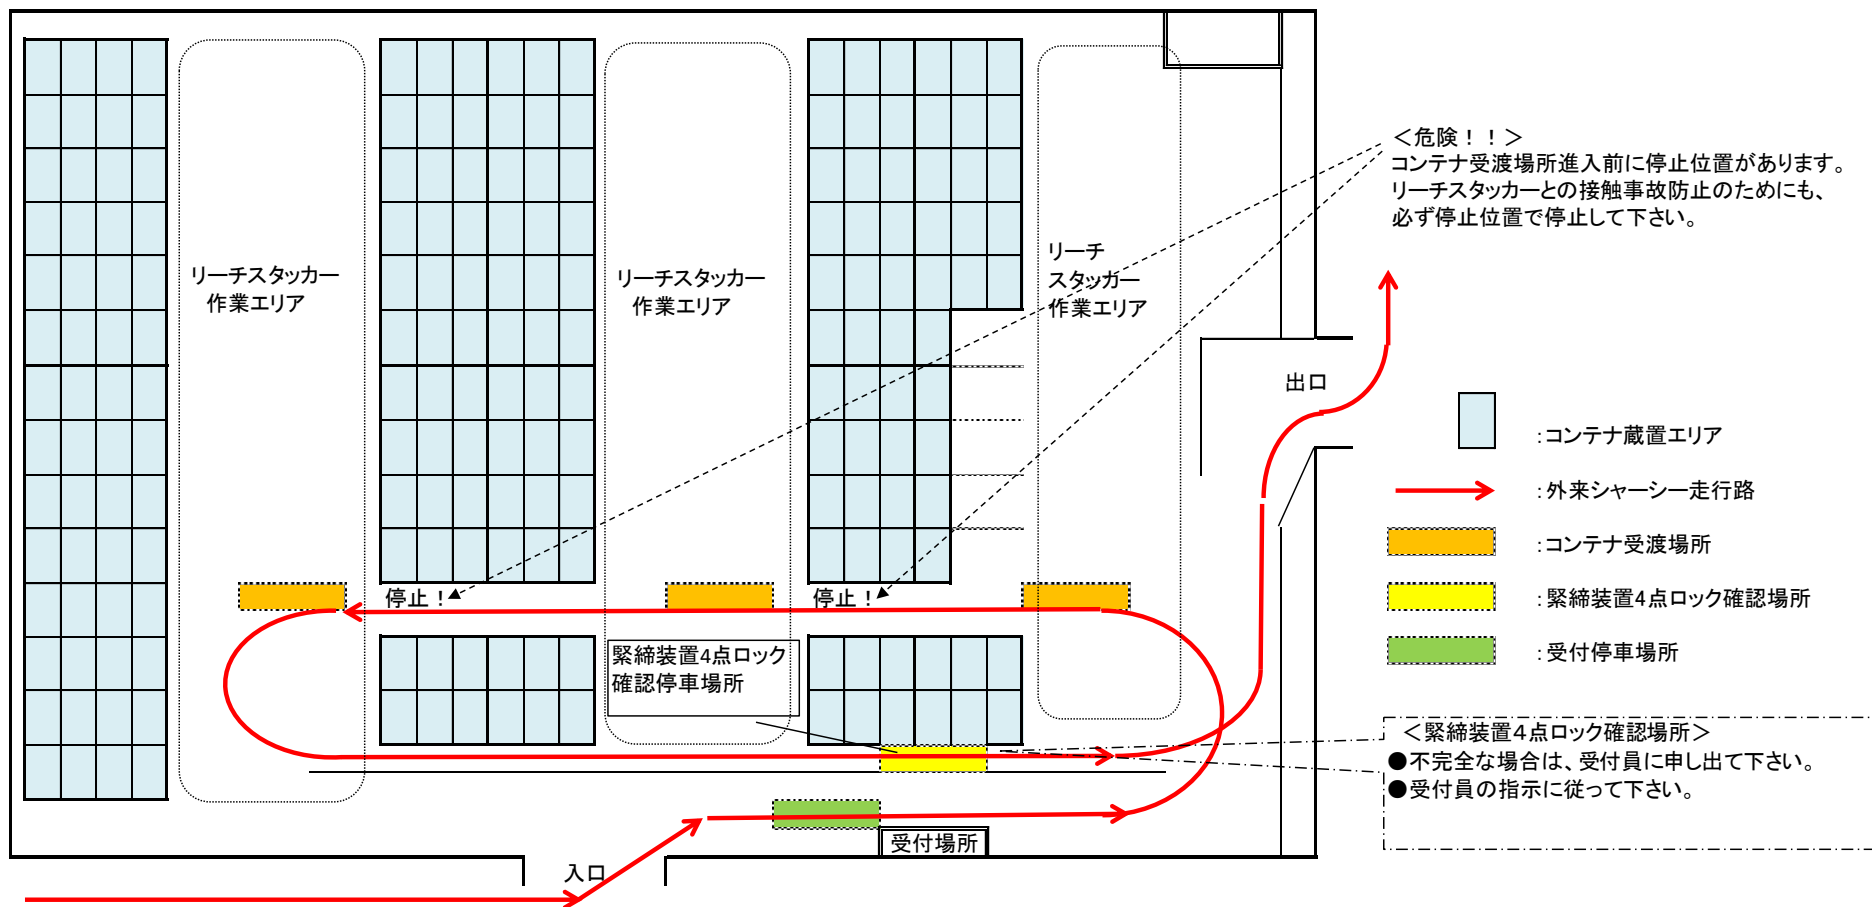 ＜危険！！＞
コンテナ受渡場所進入前に停止位置があります。
リーチスタッカーとの接触事故防止のためにも、
必ず停止位置で停止して下さい。
リーチスタッカー
作業エリア
リーチスタッカー
作業エリア
リーチ
スタッカー
作業エリア
出口
：コンテナ蔵置エリア
：外来シャーシー走行路
：コンテナ受渡場所
：緊締装置4点ロック確認場所
：受付停車場所
停止！
停止！
緊締装置4点ロック
確認停車場所
＜緊締装置4点ロック確認場所＞
●不完全な場合は、受付員に申し出て下さい。
●受付員の指示に従って下さい。
受付場所
入口